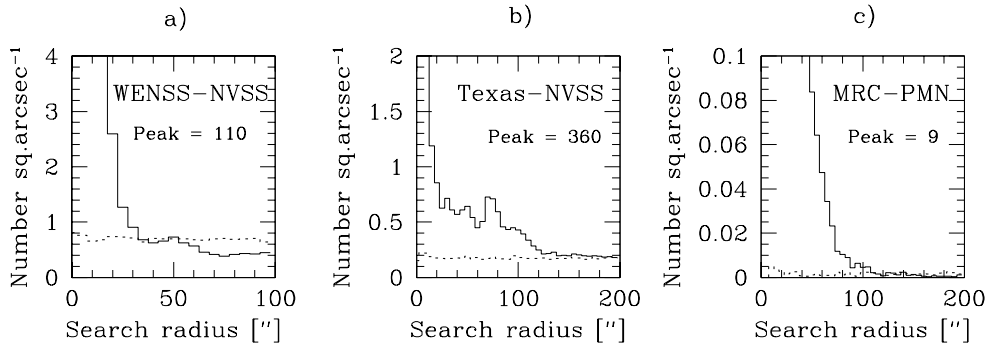 a)
Number sq.arcsec⁻¹
4
3
2
1
0
WENSS-NVSS
Peak = 110
0 50 100
Search radius ["]
b)
Number sq.arcsec⁻¹
2
1.5
1
0.5
0
Texas-NVSS
Peak = 360
0 100 200
Search radius ["]
c)
Number sq.arcsec⁻¹
0.1
0.08
0.06
0.04
0.02
0
MRC-PMN
Peak = 9
0 100 200
Search radius ["]